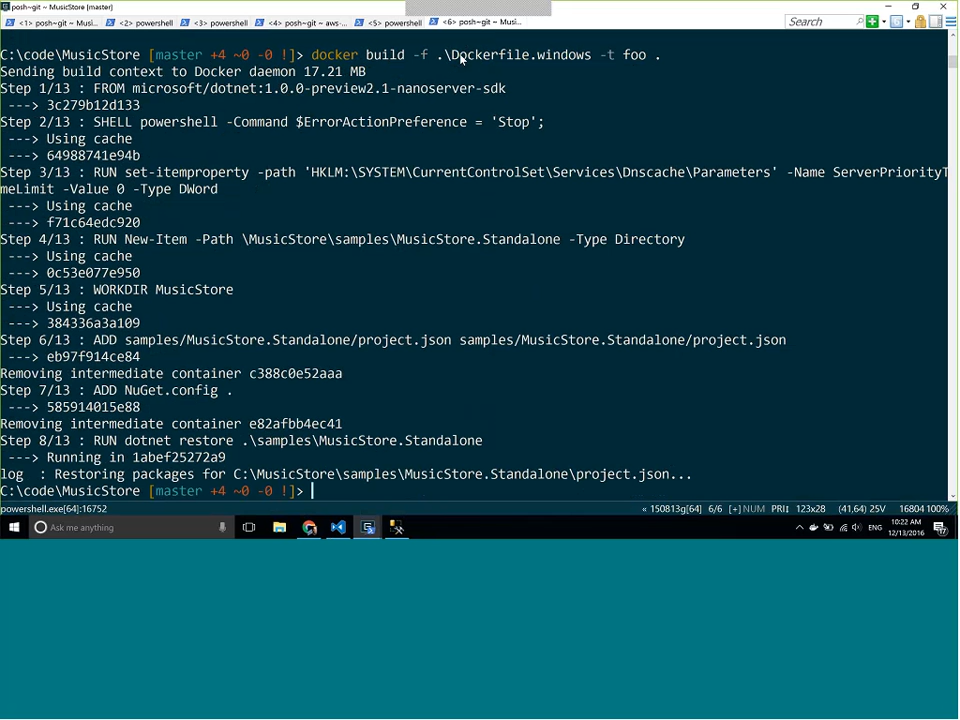 posh~git ~ MusicStore [master]
<1> posh~git ~ Musi... <2> powershell <3> powershell <4> posh~git ~ aws-... <5> powershell <6> posh~git ~ Musi... Search
C:\code\MusicStore [master +4 ~0 -0 !]> docker build -f .\Dockerfile.windows -t foo .
Sending build context to Docker daemon 17.21 MB
Step 1/13 : FROM microsoft/dotnet:1.0.0-preview2.1-nanoserver-sdk
---> 3c279b12d133
Step 2/13 : SHELL powershell -Command $ErrorActionPreference = 'Stop';
---> Using cache
---> 64988741e94b
Step 3/13 : RUN set-itemproperty -path 'HKLM:\SYSTEM\CurrentControlSet\Services\Dnscache\Parameters' -Name ServerPriorityT
meLimit -Value 0 -Type DWord
---> Using cache
---> f71c64edc920
Step 4/13 : RUN New-Item -Path \MusicStore\samples\MusicStore.Standalone -Type Directory
---> Using cache
---> 0c53e077e950
Step 5/13 : WORKDIR MusicStore
---> Using cache
---> 384336a3a109
Step 6/13 : ADD samples/MusicStore.Standalone/project.json samples/MusicStore.Standalone/project.json
---> eb97f914ce84
Removing intermediate container c388c0e52aaa
Step 7/13 : ADD NuGet.config .
---> 585914015e88
Removing intermediate container e82afbb4ec41
Step 8/13 : RUN dotnet restore .\samples\MusicStore.Standalone
---> Running in 1abef25272a9
log : Restoring packages for C:\MusicStore\samples\MusicStore.Standalone\project.json...
C:\code\MusicStore [master +4 ~0 -0 !]>
powershell.exe[64]:16752 « 150813g[64] 6/6 [+] NUM PRI↕ 123x28 (41,64) 25V 16804 100%
Ask me anything ENG 10:22 AM
12/13/2016